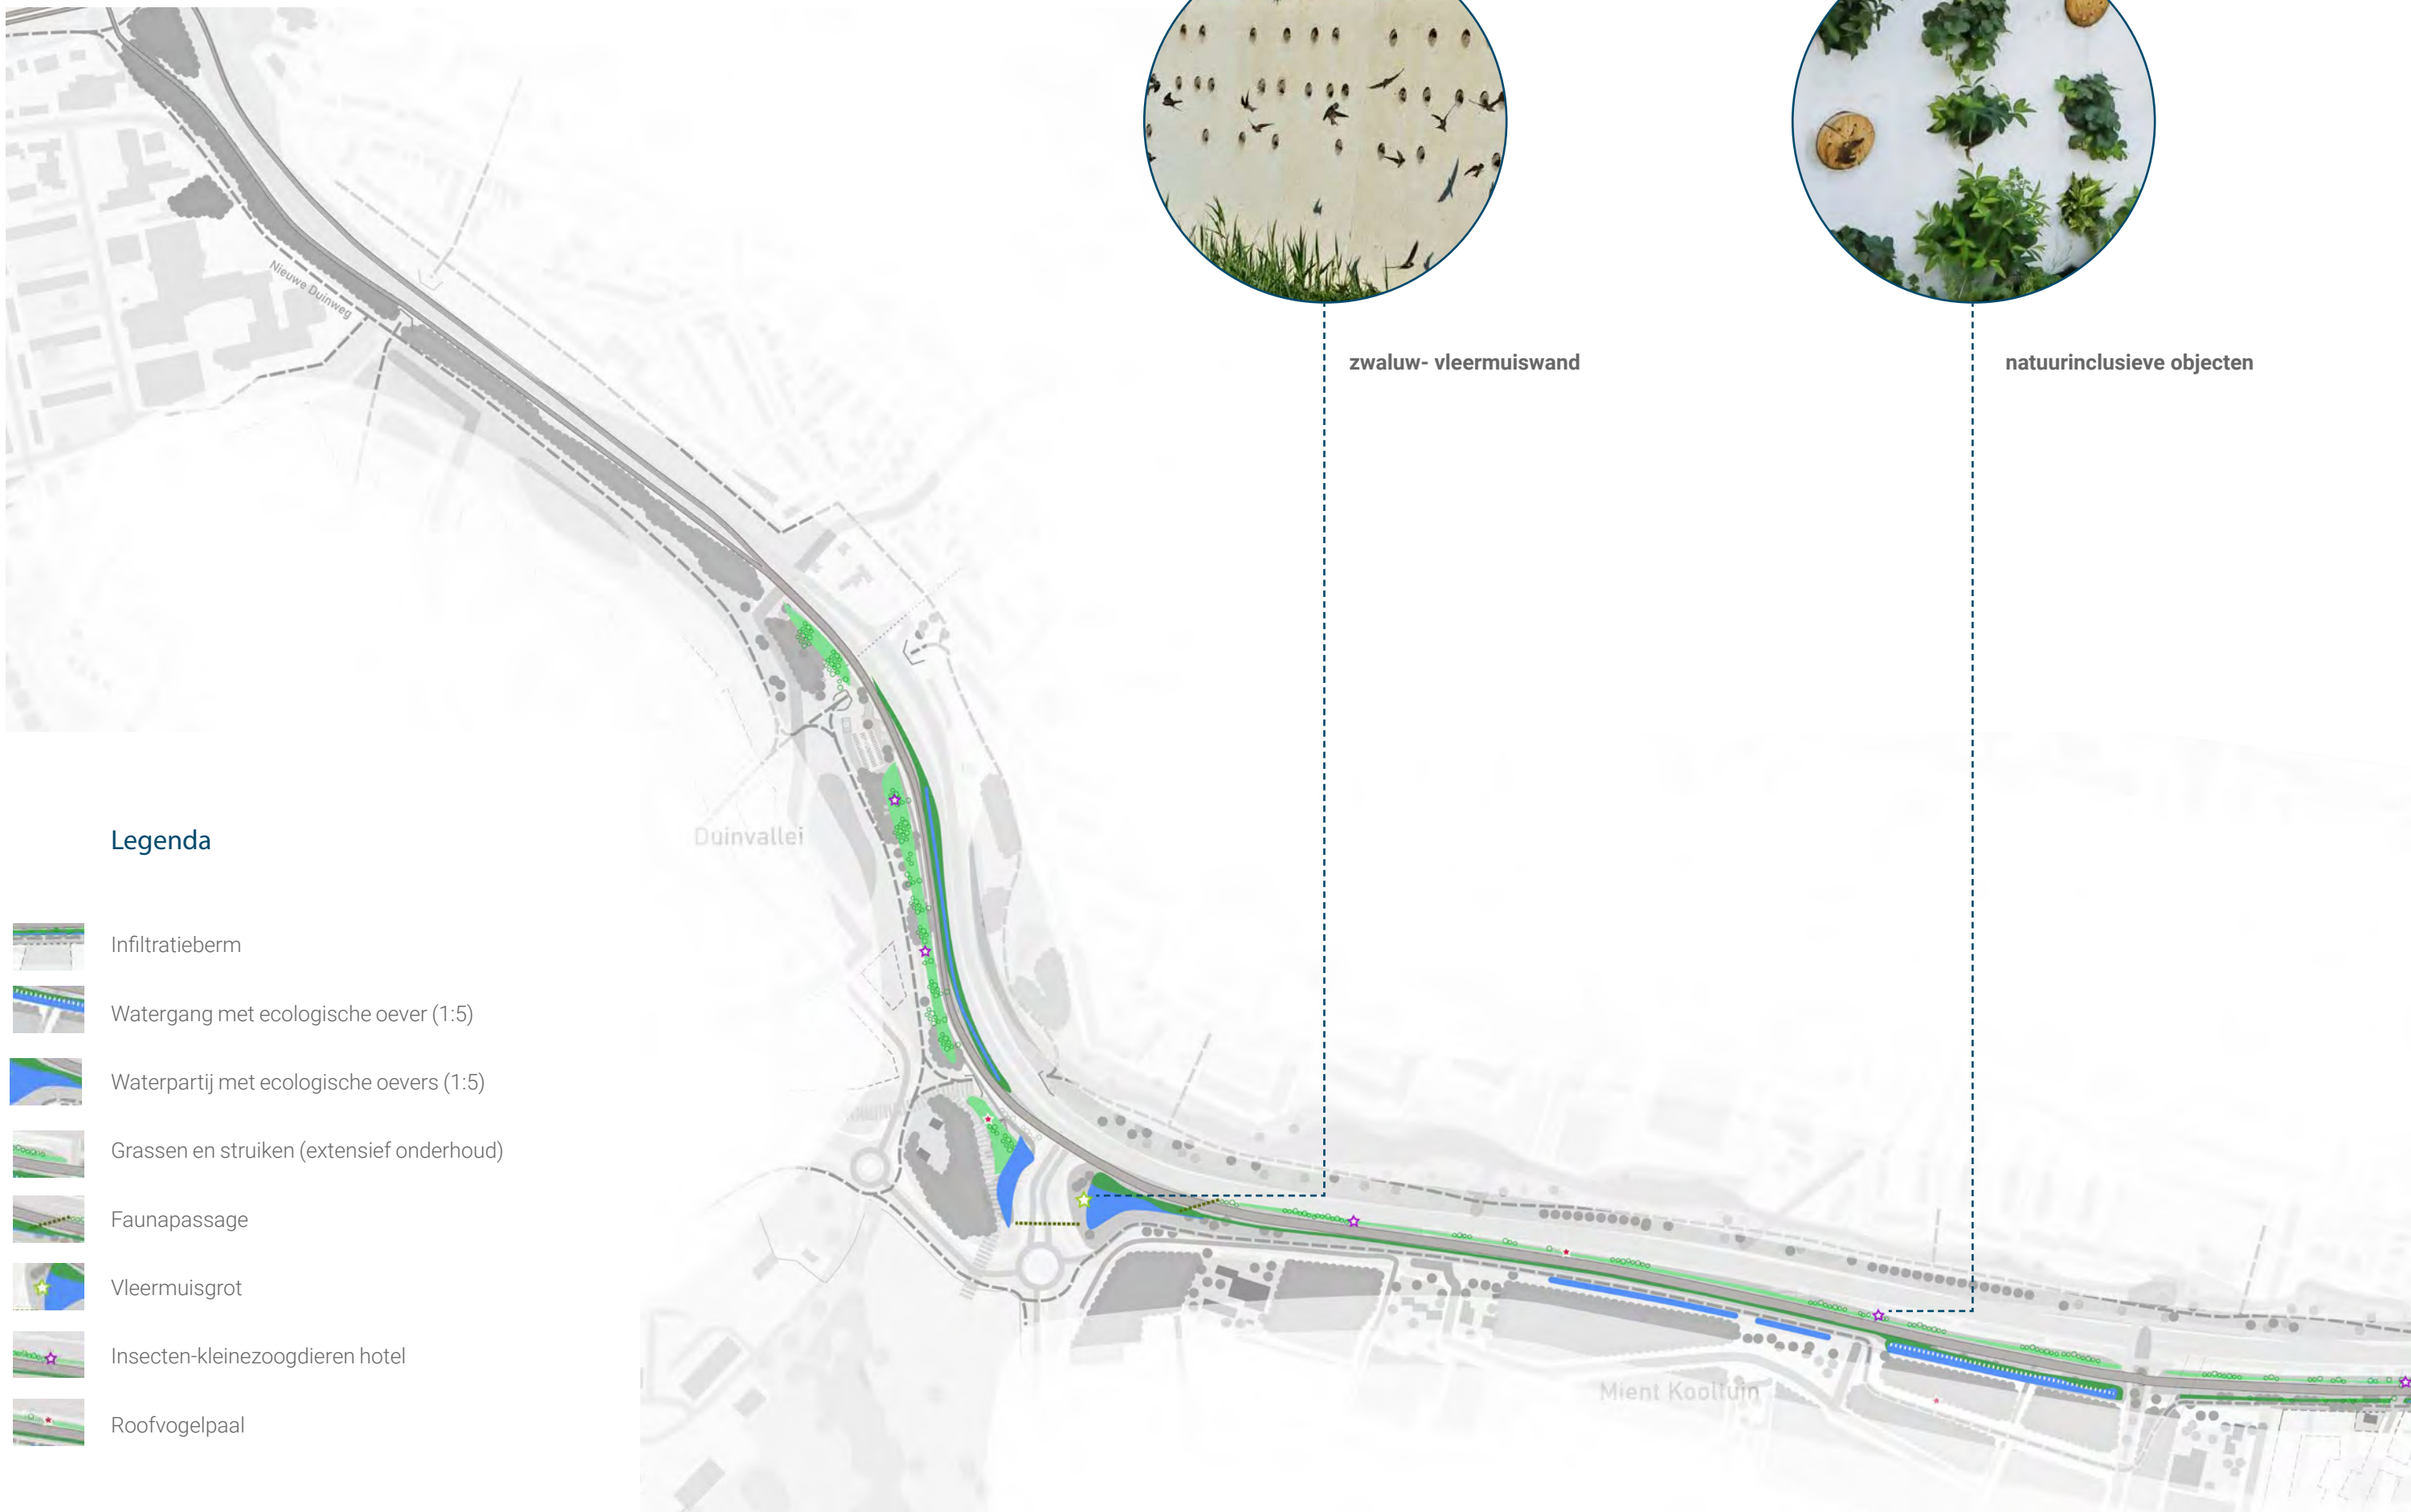 Nieuwe Duinweg
zwaluw- vleermuiswand
natuurinclusieve objecten
Duinvallei
Legenda
Infiltratieberm
Watergang met ecologische oever (1:5)
Waterpartij met ecologische oevers (1:5)
Grassen en struiken (extensief onderhoud)
Faunapassage
Vleermuisgrot
Insecten-kleinezoogdieren hotel
Roofvogelpaal
Mient Kooltuin